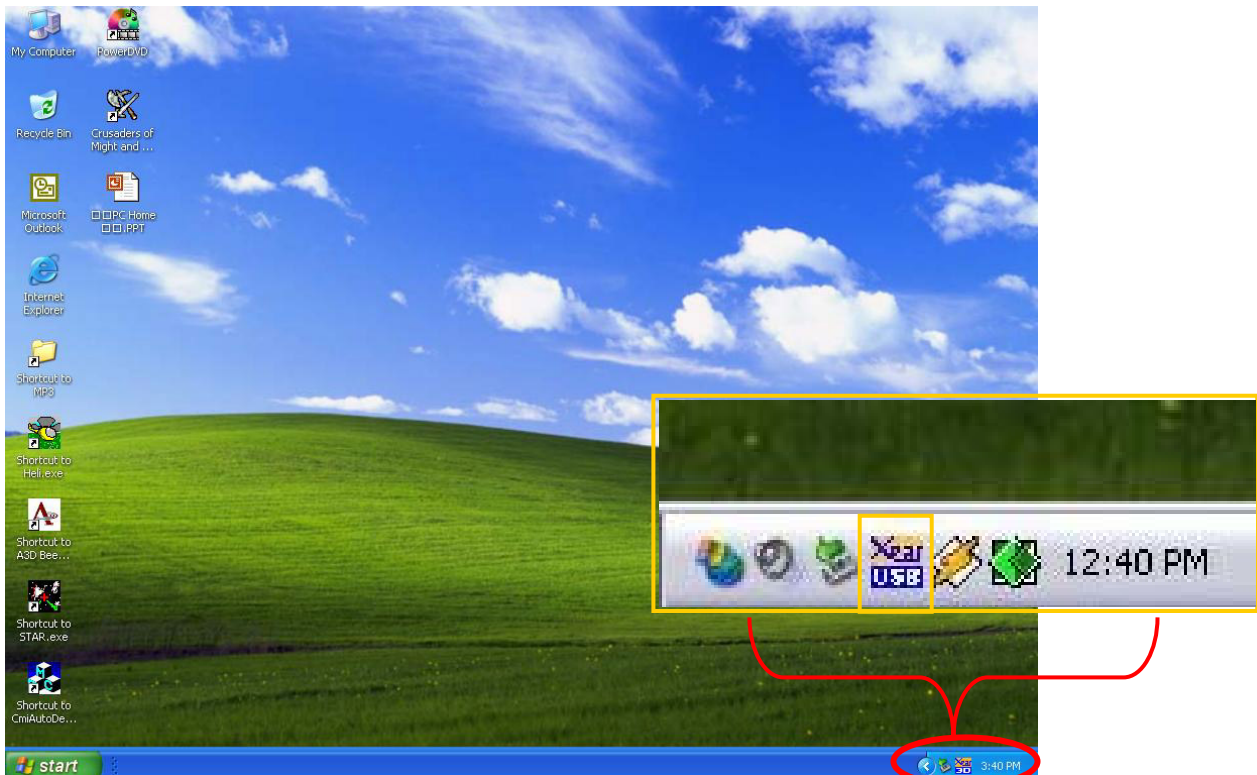 My Computer
PowerDVD
Recycle Bin
Crusaders of
Might and ...
Microsoft
Outlook
□□PC Home
□□.PPT
Internet
Explorer
Shortcut to
MP3
Shortcut to
Heli.exe
Shortcut to
A3D Bee...
Shortcut to
STAR.exe
Shortcut to
CmiAutoDe...
Xear
USB
12:40 PM
start
Xear
3D
3:40 PM